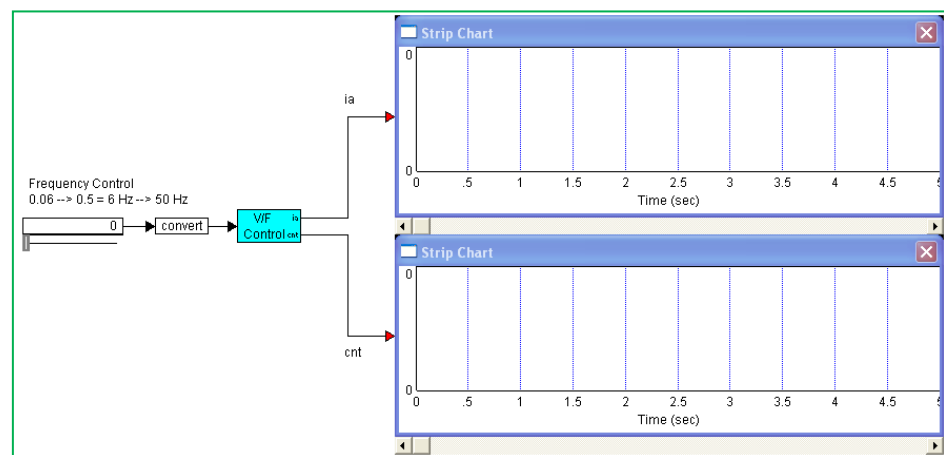 Strip Chart
0
ia
0
0 .5 1 1.5 2 2.5 3 3.5 4 4.5 5
Time (sec)
Frequency Control
0.06 --> 0.5 = 6 Hz --> 50 Hz
0
convert
V/F ia
Control cnt
Strip Chart
0
cnt
0
0 .5 1 1.5 2 2.5 3 3.5 4 4.5 5
Time (sec)